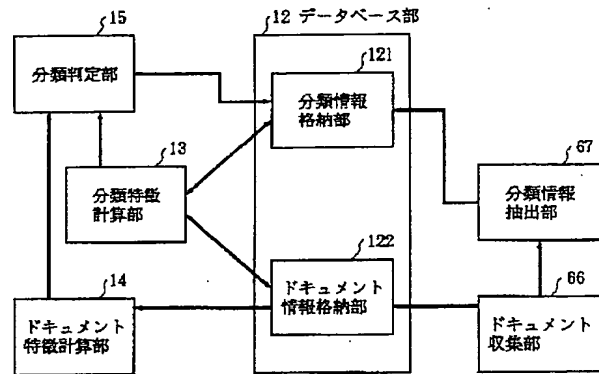 15
分類判定部
12 データベース部
121
分類情報
格納部
13
分類特徴
計算部
67
分類情報
抽出部
122
ドキュメント
情報格納部
14
ドキュメント
特徴計算部
66
ドキュメント
収集部